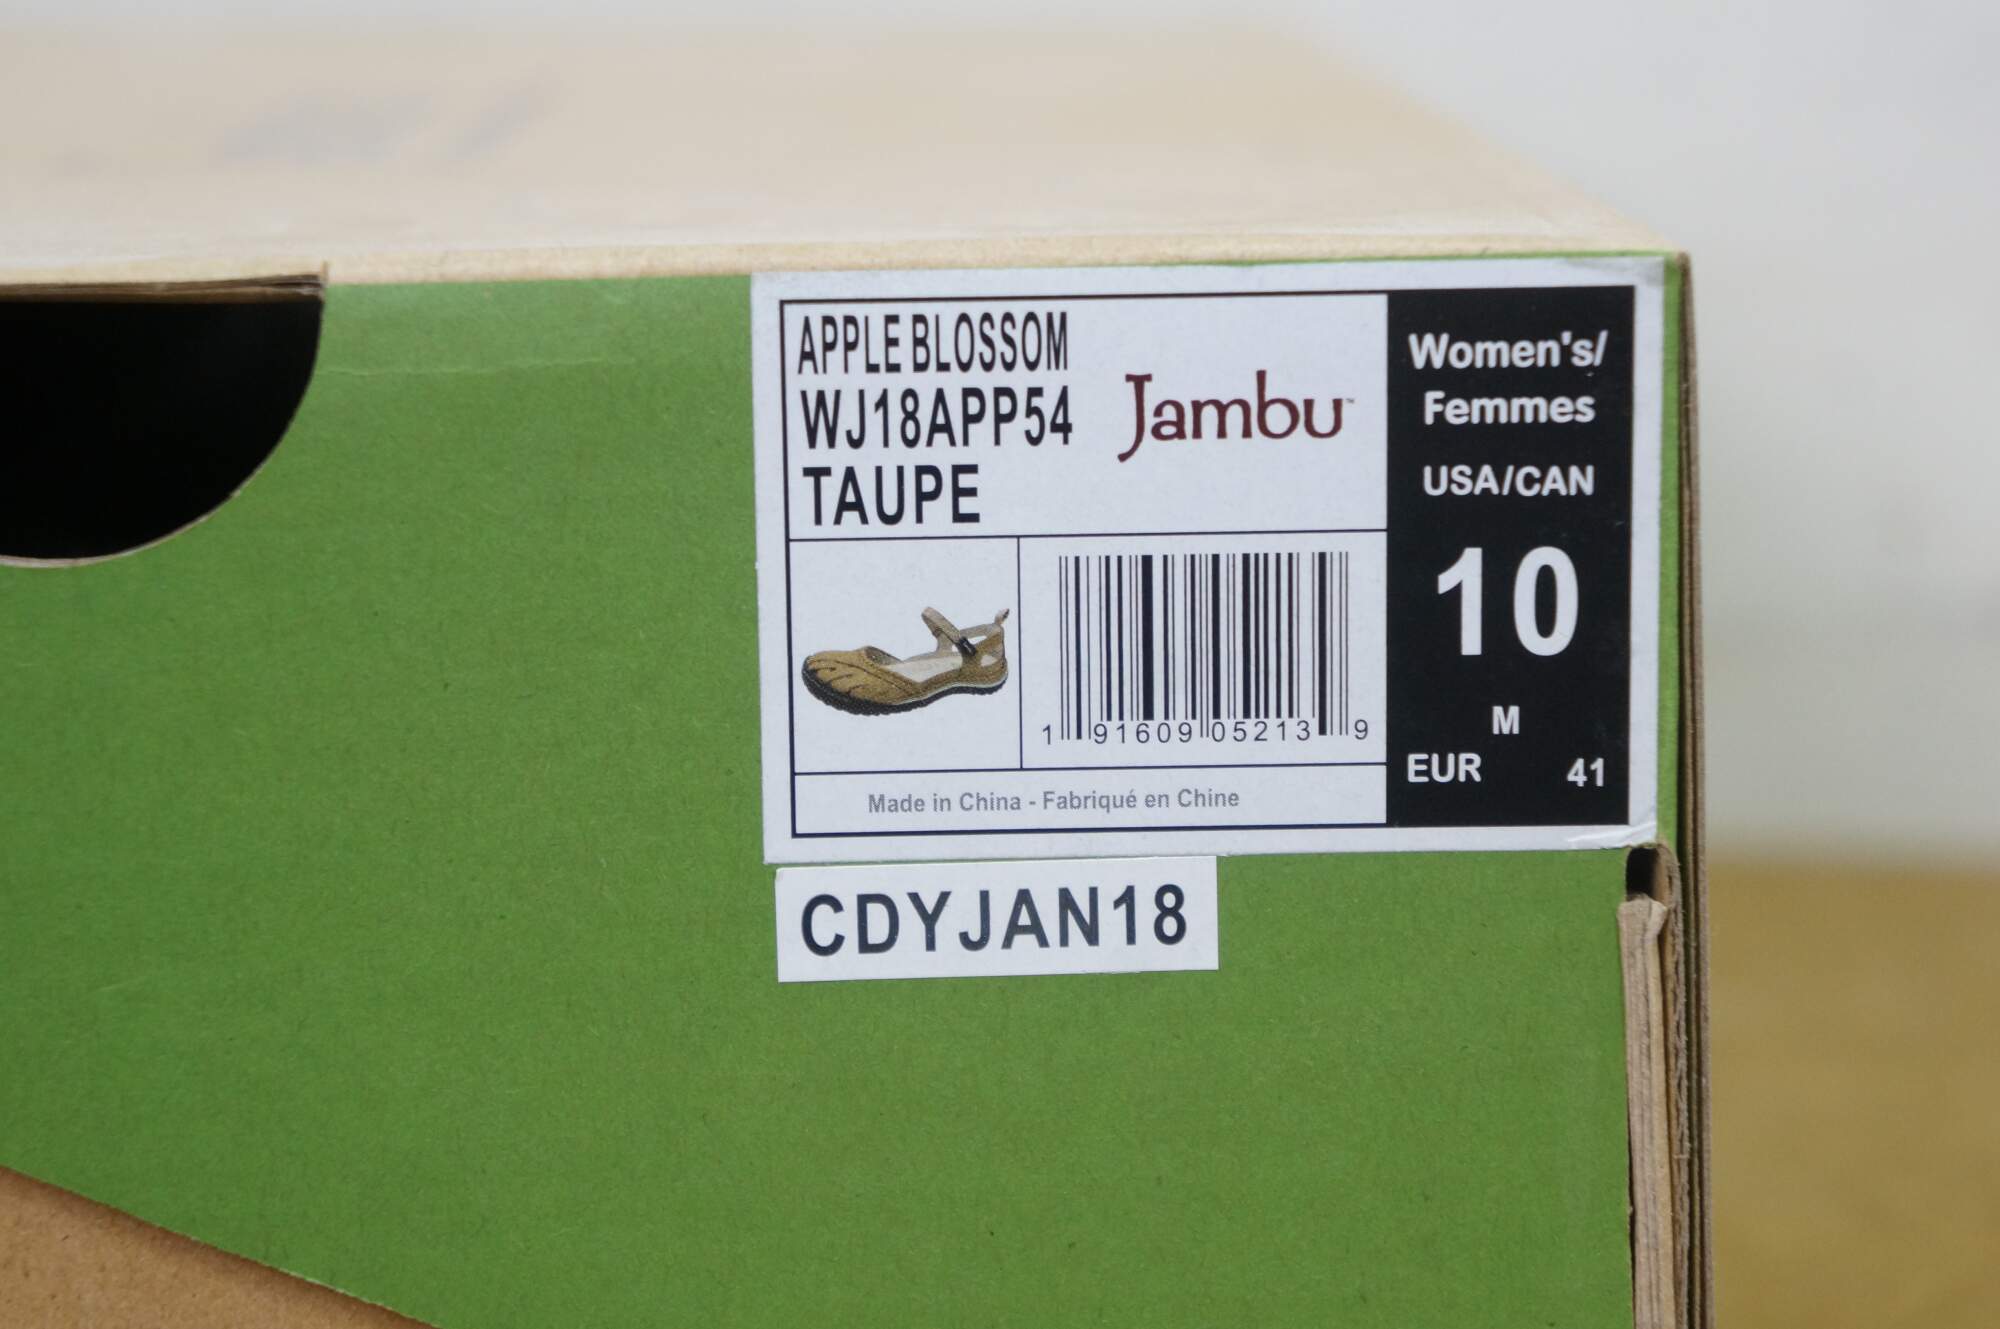 APPLE BLOSSOM
WJ18APP54
TAUPE
Jambu™
Women's/
Femmes
USA/CAN
10
M
EUR 41
1 91609 05213 9
Made in China - Fabriqué en Chine
CDYJAN18